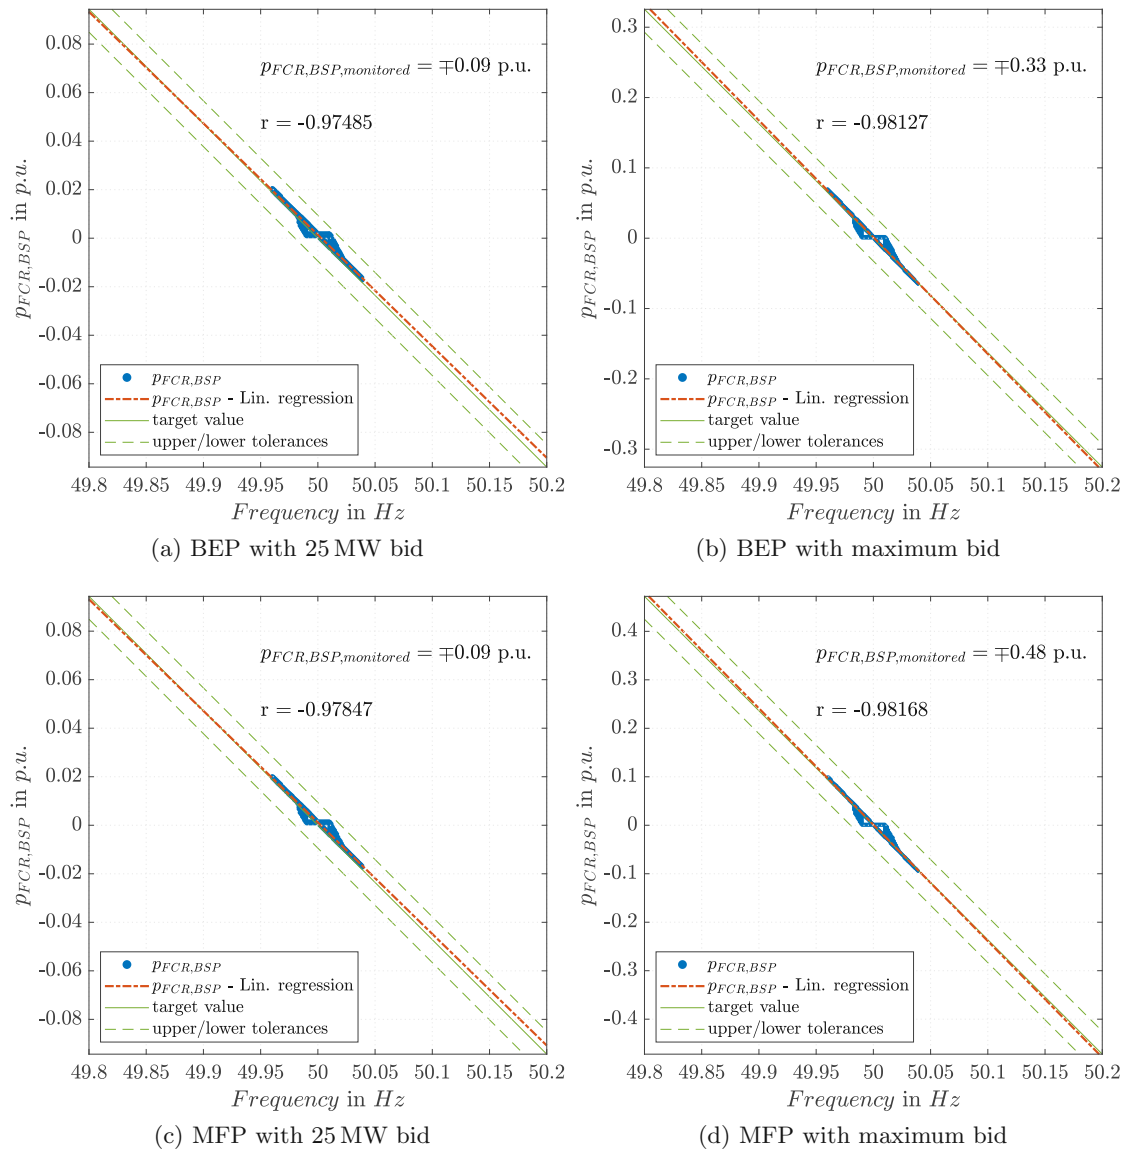 0.08
0.06
0.04
0.02
0
-0.02
-0.04
-0.06
-0.08
p_{FCR,BSP} in p.u.
p_{FCR,BSP,monitored} = ∓0.09 p.u.
r = -0.97485
p_{FCR,BSP}
p_{FCR,BSP} - Lin. regression
target value
upper/lower tolerances
49.8 49.85 49.9 49.95 50 50.05 50.1 50.15 50.2
Frequency in Hz
(a) BEP with 25 MW bid
0.3
0.2
0.1
0
-0.1
-0.2
-0.3
p_{FCR,BSP} in p.u.
p_{FCR,BSP,monitored} = ∓0.33 p.u.
r = -0.98127
p_{FCR,BSP}
p_{FCR,BSP} - Lin. regression
target value
upper/lower tolerances
49.8 49.85 49.9 49.95 50 50.05 50.1 50.15 50.2
Frequency in Hz
(b) BEP with maximum bid
0.08
0.06
0.04
0.02
0
-0.02
-0.04
-0.06
-0.08
p_{FCR,BSP} in p.u.
p_{FCR,BSP,monitored} = ∓0.09 p.u.
r = -0.97847
p_{FCR,BSP}
p_{FCR,BSP} - Lin. regression
target value
upper/lower tolerances
49.8 49.85 49.9 49.95 50 50.05 50.1 50.15 50.2
Frequency in Hz
(c) MFP with 25 MW bid
0.4
0.3
0.2
0.1
0
-0.1
-0.2
-0.3
-0.4
p_{FCR,BSP} in p.u.
p_{FCR,BSP,monitored} = ∓0.48 p.u.
r = -0.98168
p_{FCR,BSP}
p_{FCR,BSP} - Lin. regression
target value
upper/lower tolerances
49.8 49.85 49.9 49.95 50 50.05 50.1 50.15 50.2
Frequency in Hz
(d) MFP with maximum bid